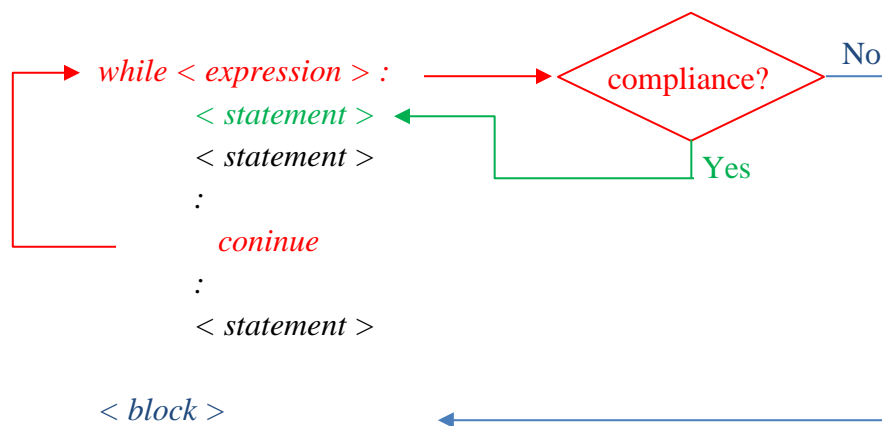 No
while < expression > :
compliance?
< statement >
< statement >
Yes
:
coninue
:
< statement >
< block >